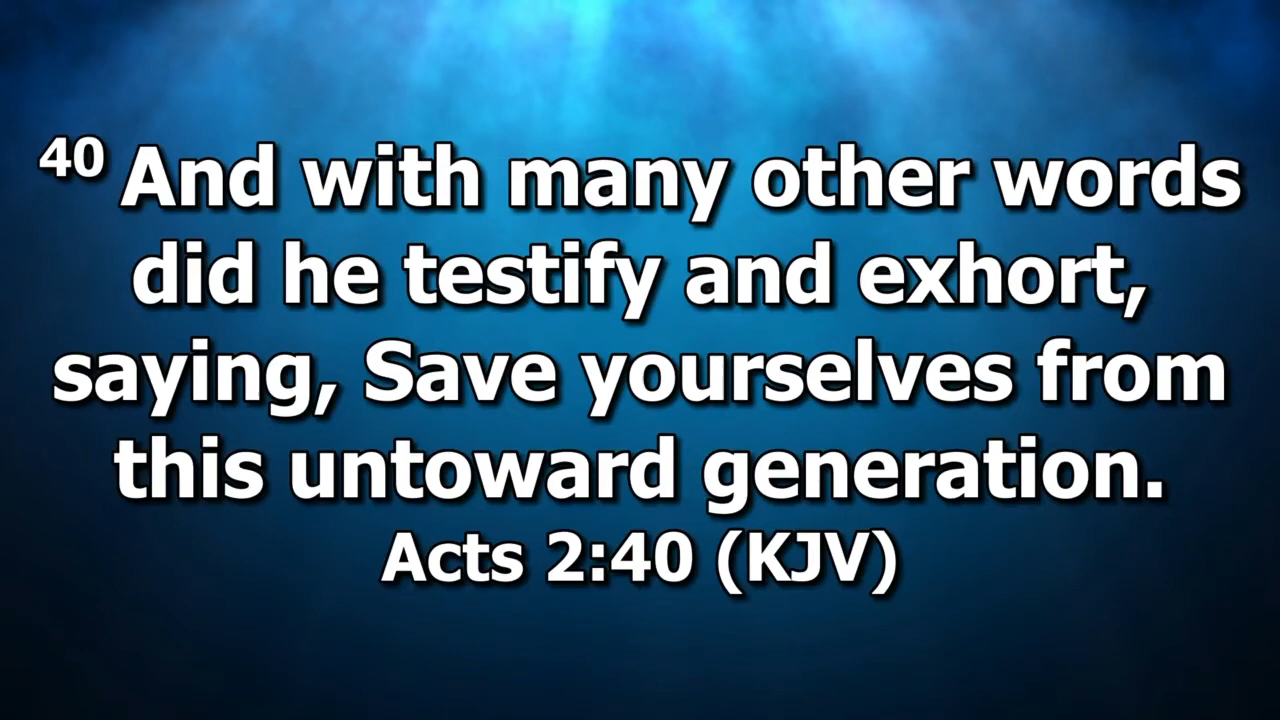 40 And with many other words
did he testify and exhort,
saying, Save yourselves from
this untoward generation.
Acts 2:40 (KJV)